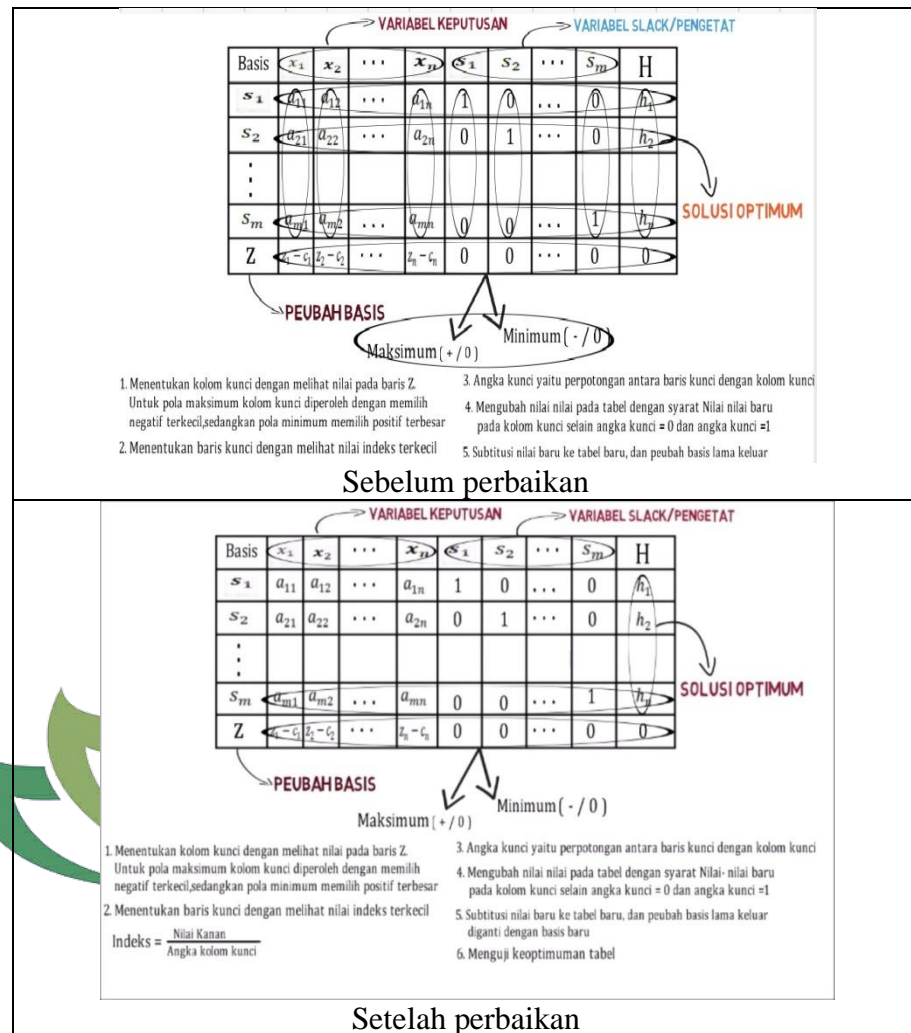 VARIABEL KEPUTUSAN VARIABEL SLACK/PENGETAT
Basis x₁ x₂ ... xₙ s₁ s₂ ... Sₘ H
s₁ a₁₁ a₁₂ ... a₁ₙ 1 0 ... 0 h₁
s₂ a₂₁ a₂₂ ... a₂ₙ 0 1 ... 0 h₂
⋮
SOLUSI OPTIMUM
Sₘ aₘ₁ aₘ₂ ... aₘₙ 0 0 ... 1 hₙ
Z z₁ − c₁ z₂ − c₂ ... zₙ − cₙ 0 0 ... 0 0
PEUBAH BASIS
Maksimum ( + / 0 ) Minimum ( - / 0 )
1. Menentukan kolom kunci dengan melihat nilai pada baris Z.
Untuk pola maksimum kolom kunci diperoleh dengan memilih
negatif terkecil,sedangkan pola minimum memilih positif terbesar
2. Menentukan baris kunci dengan melihat nilai indeks terkecil
3. Angka kunci yaitu perpotongan antara baris kunci dengan kolom kunci
4. Mengubah nilai nilai pada tabel dengan syarat Nilai nilai baru
pada kolom kunci selain angka kunci = 0 dan angka kunci =1
5. Subtitusi nilai baru ke tabel baru, dan peubah basis lama keluar
Sebelum perbaikan
VARIABEL KEPUTUSAN VARIABEL SLACK/PENGETAT
Basis x₁ x₂ ... xₙ s₁ s₂ ... Sₘ H
s₁ a₁₁ a₁₂ ... a₁ₙ 1 0 ... 0 h₁
s₂ a₂₁ a₂₂ ... a₂ₙ 0 1 ... 0 h₂
⋮
SOLUSI OPTIMUM
Sₘ aₘ₁ aₘ₂ ... aₘₙ 0 0 ... 1 hₙ
Z z₁ − c₁ z₂ − c₂ ... zₙ − cₙ 0 0 ... 0 0
PEUBAH BASIS
Maksimum ( + / 0 ) Minimum ( - / 0 )
1. Menentukan kolom kunci dengan melihat nilai pada baris Z.
Untuk pola maksimum kolom kunci diperoleh dengan memilih
negatif terkecil,sedangkan pola minimum memilih positif terbesar
2. Menentukan baris kunci dengan melihat nilai indeks terkecil
Indeks = Nilai Kanan
Angka kolom kunci
3. Angka kunci yaitu perpotongan antara baris kunci dengan kolom kunci
4. Mengubah nilai nilai pada tabel dengan syarat Nilai- nilai baru
pada kolom kunci selain angka kunci = 0 dan angka kunci =1
5. Subtitusi nilai baru ke tabel baru, dan peubah basis lama keluar
diganti dengan basis baru
6. Menguji keoptimuman tabel
Setelah perbaikan